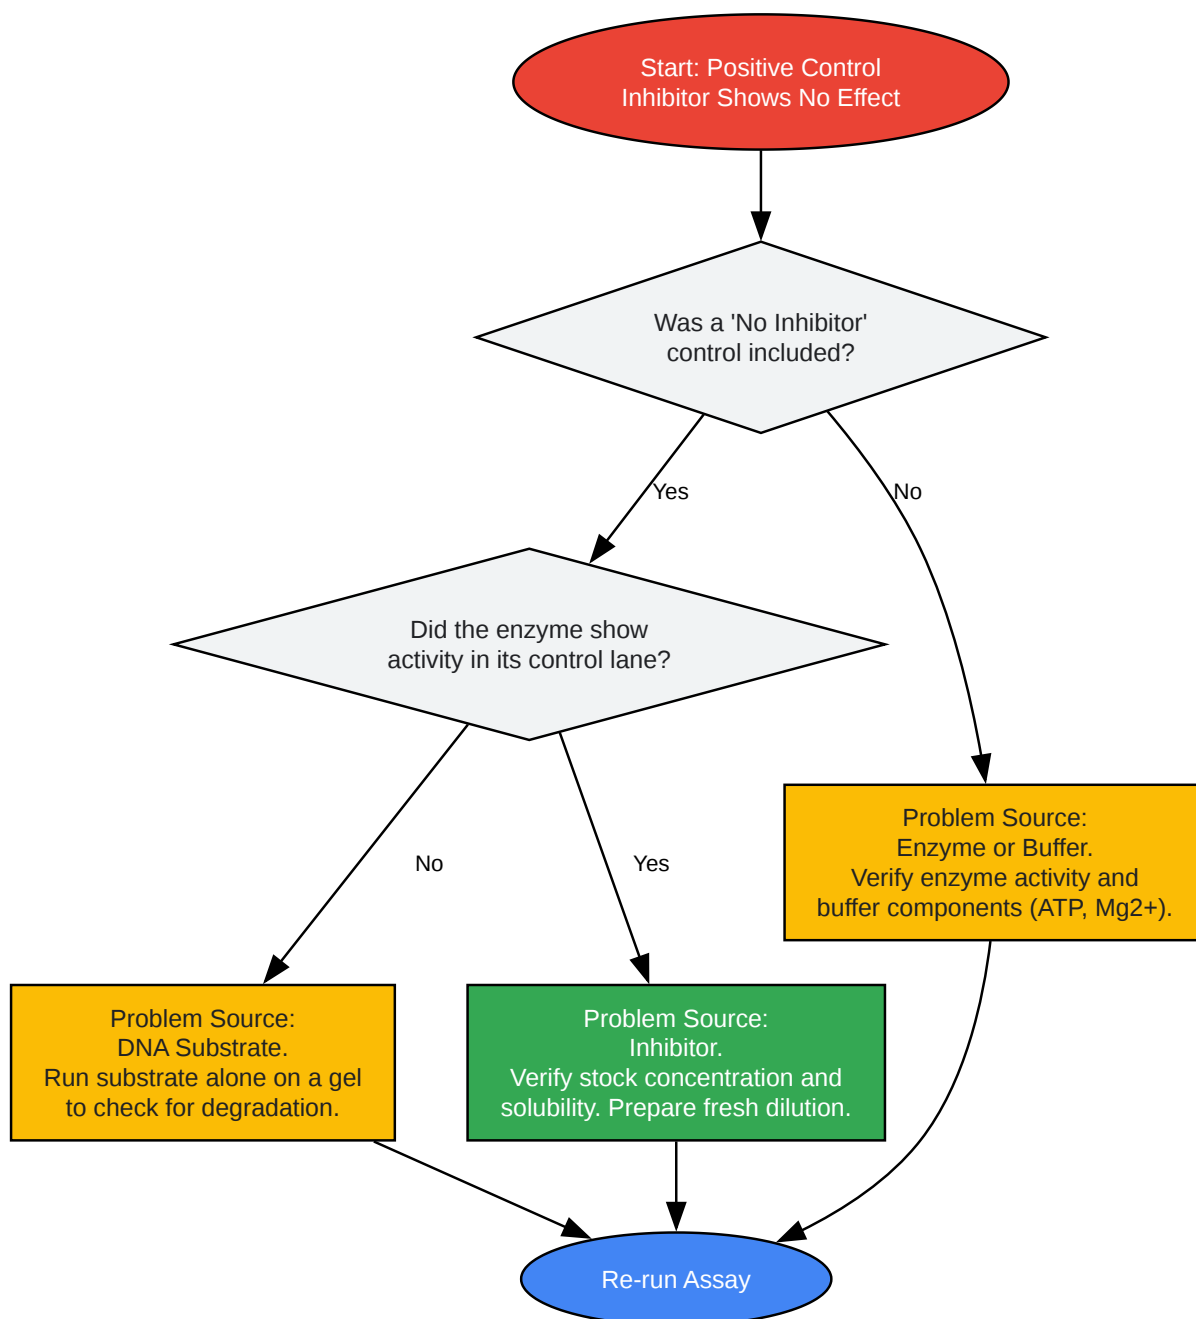 Start: Positive Control
Inhibitor Shows No Effect
Was a 'No Inhibitor'
control included?
Yes
No
Did the enzyme show
activity in its control lane?
No
Yes
Problem Source:
Enzyme or Buffer.
Verify enzyme activity and
buffer components (ATP, Mg2+).
Problem Source:
DNA Substrate.
Run substrate alone on a gel
to check for degradation.
Problem Source:
Inhibitor.
Verify stock concentration and
solubility. Prepare fresh dilution.
Re-run Assay